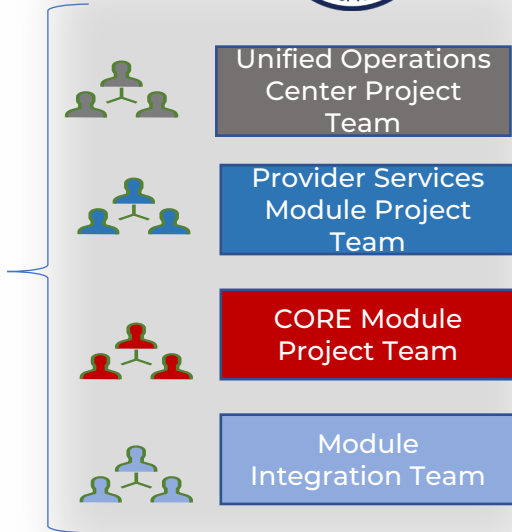 Unified Operations
Center Project
Team
Provider Services
Module Project
Team
CORE Module
Project Team
Module
Integration Team